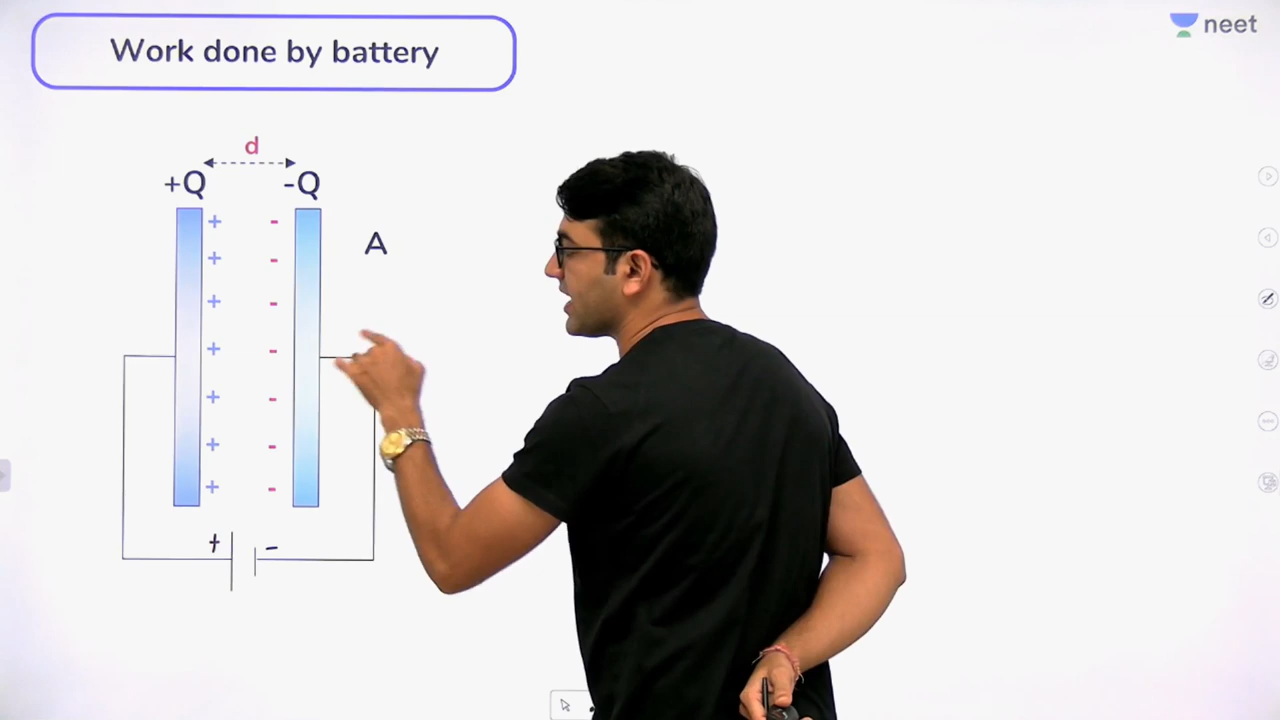 Work done by battery
neet
d
+Q -Q
+ -
+ -
A
+ -
+ -
+ -
+ -
+ -
+ -